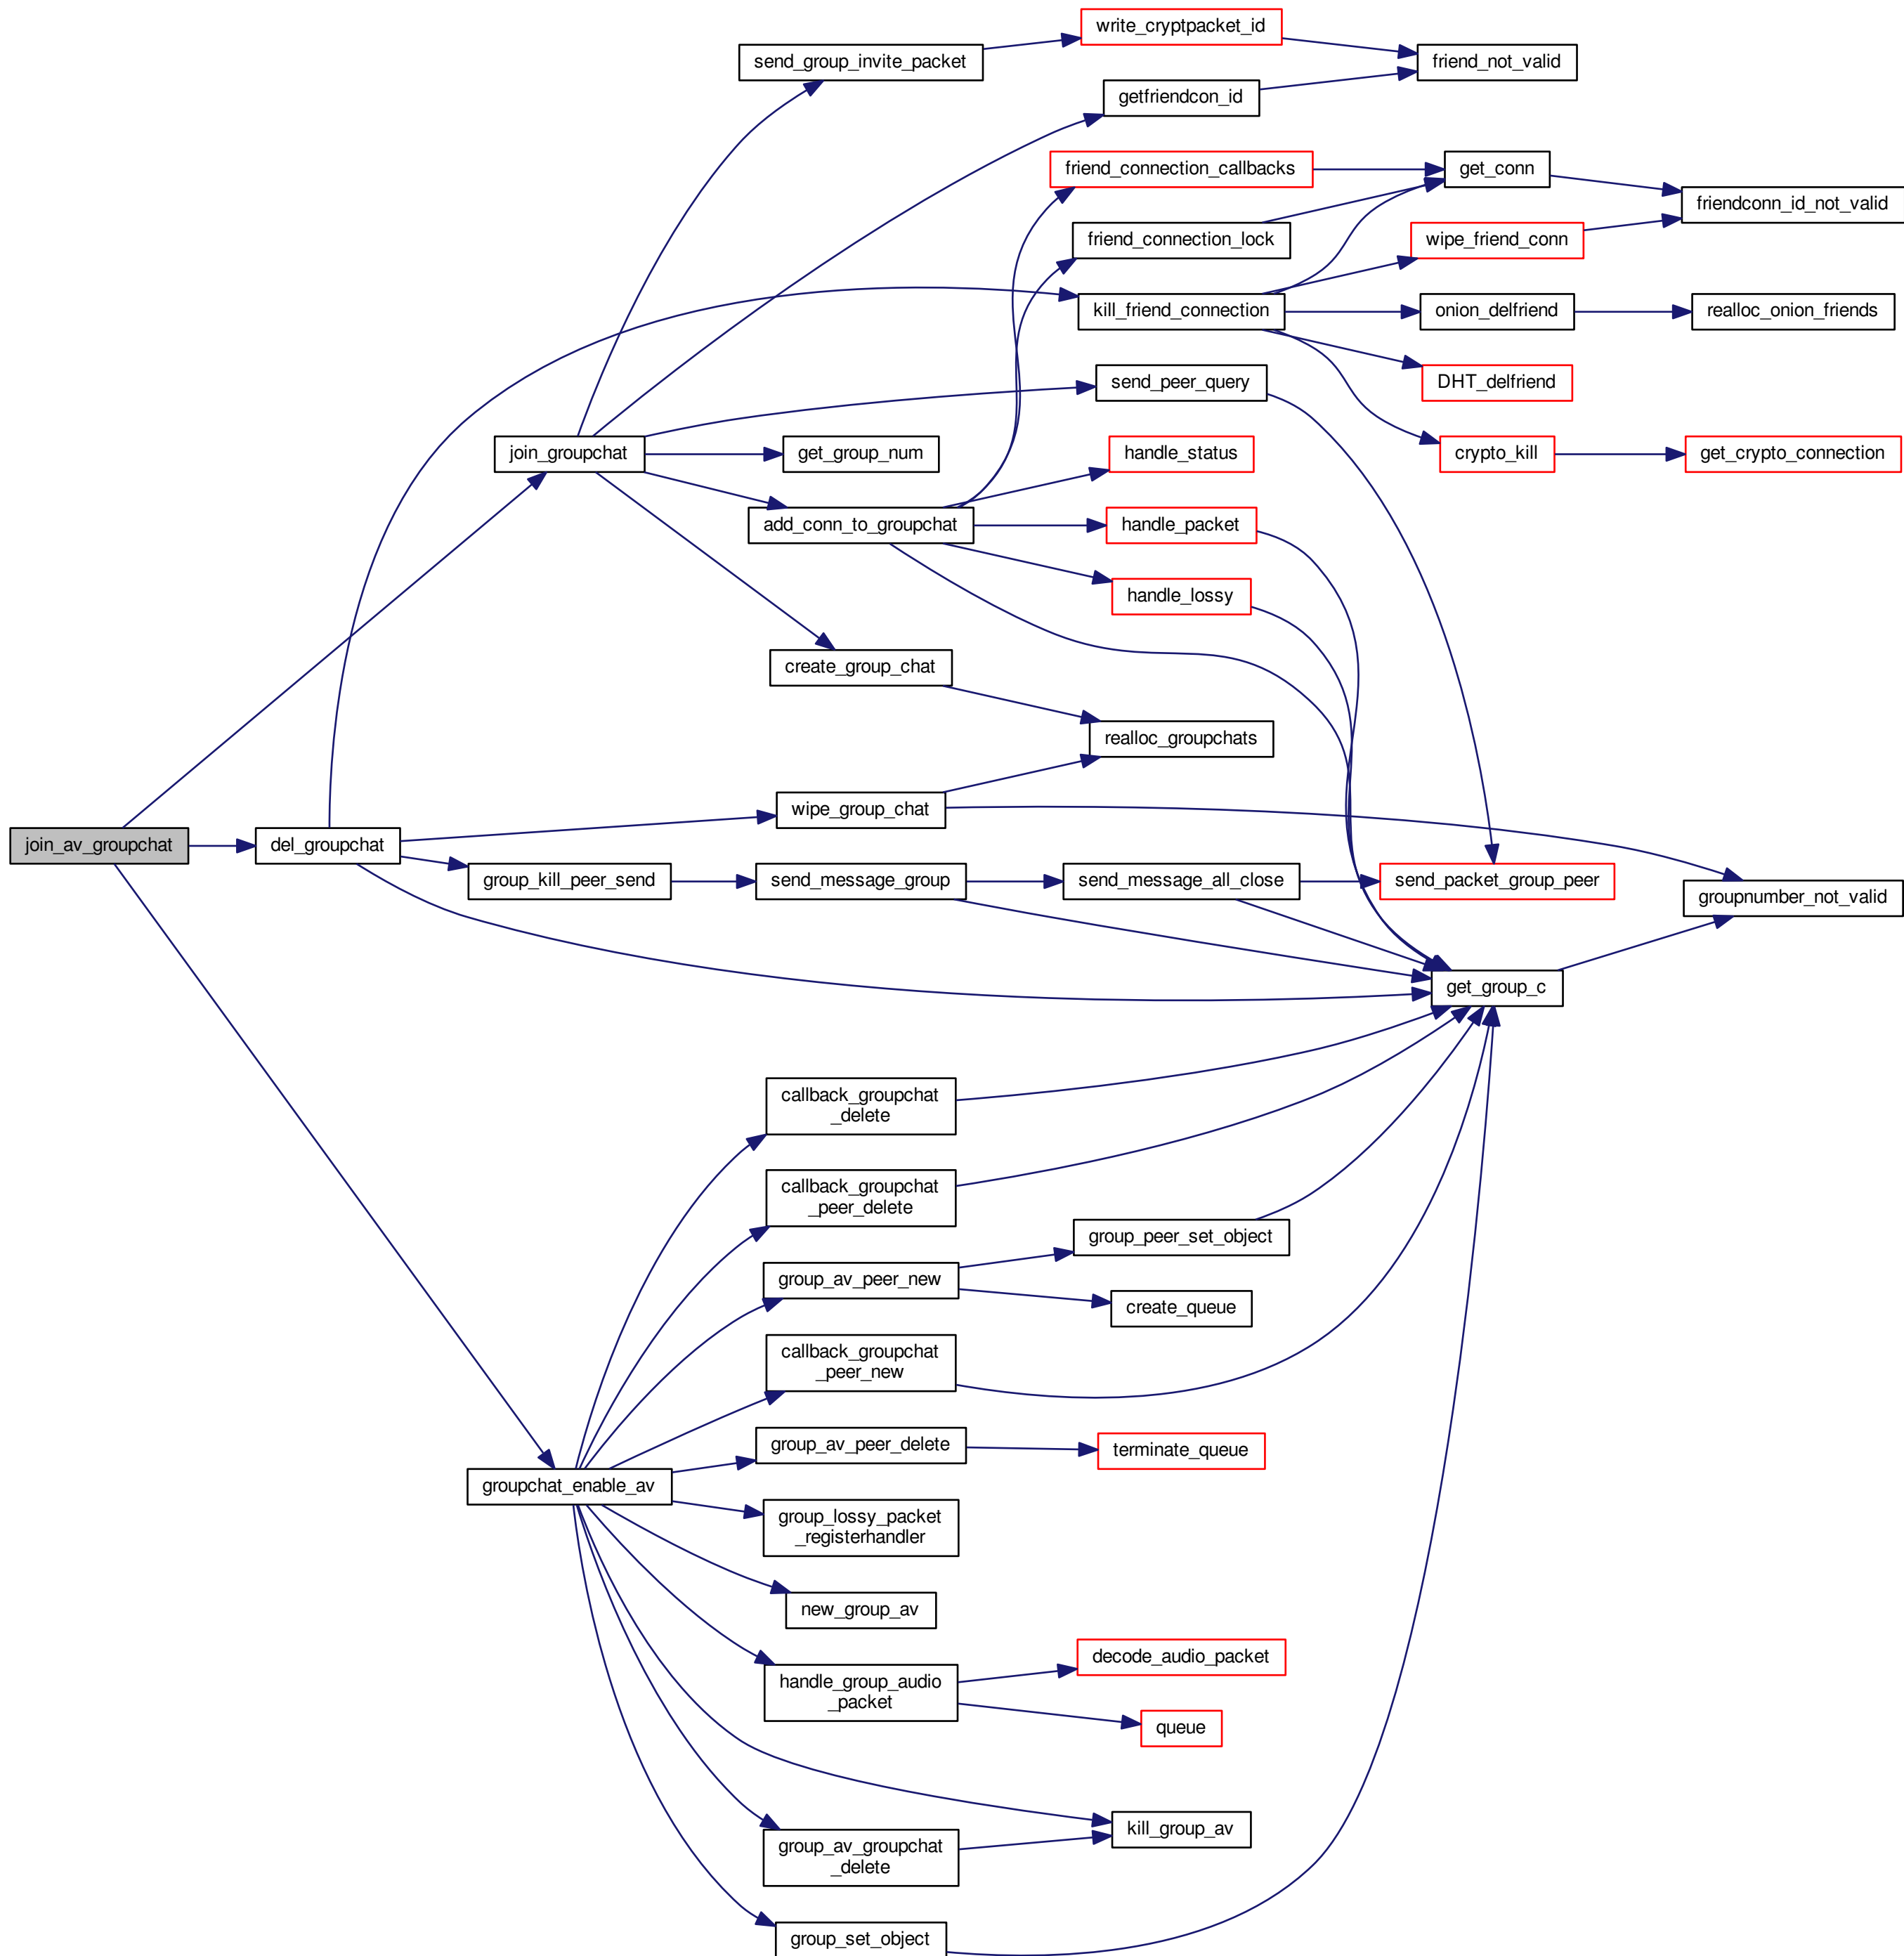 write_cryptpacket_id
send_group_invite_packet
friend_not_valid
getfriendcon_id
friend_connection_callbacks
get_conn
friendconn_id_not_valid
friend_connection_lock
wipe_friend_conn
kill_friend_connection
onion_delfriend
realloc_onion_friends
send_peer_query
DHT_delfriend
join_groupchat
get_group_num
handle_status
crypto_kill
get_crypto_connection
add_conn_to_groupchat
handle_packet
handle_lossy
create_group_chat
realloc_groupchats
wipe_group_chat
join_av_groupchat
del_groupchat
group_kill_peer_send
send_message_group
send_message_all_close
send_packet_group_peer
groupnumber_not_valid
get_group_c
callback_groupchat
_delete
callback_groupchat
_peer_delete
group_peer_set_object
group_av_peer_new
create_queue
callback_groupchat
_peer_new
group_av_peer_delete
terminate_queue
groupchat_enable_av
group_lossy_packet
_registerhandler
new_group_av
decode_audio_packet
handle_group_audio
_packet
queue
kill_group_av
group_av_groupchat
_delete
group_set_object